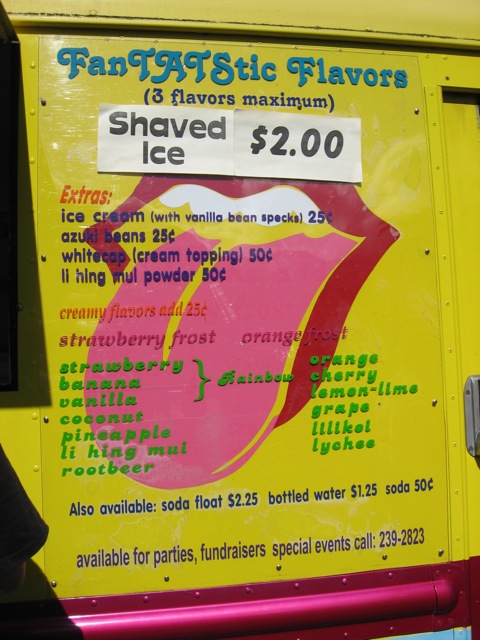 FanTATStic Flavors
(3 flavors maximum)
Shaved Ice $2.00
Extras:
ice cream (with vanilla bean specks) 25¢
azuki beans 25¢
whitecap (cream topping) 50¢
li hing mui powder 50¢
creamy flavors add 25¢
strawberry frost orange frost
strawberry
banana
vanilla
coconut
pineapple
li hing mui
rootbeer
} Rainbow
orange
cherry
lemon-lime
grape
lilikoi
lychee
Also available: soda float $2.25 bottled water $1.25 soda 50¢
available for parties, fundraisers special events call: 239-2823